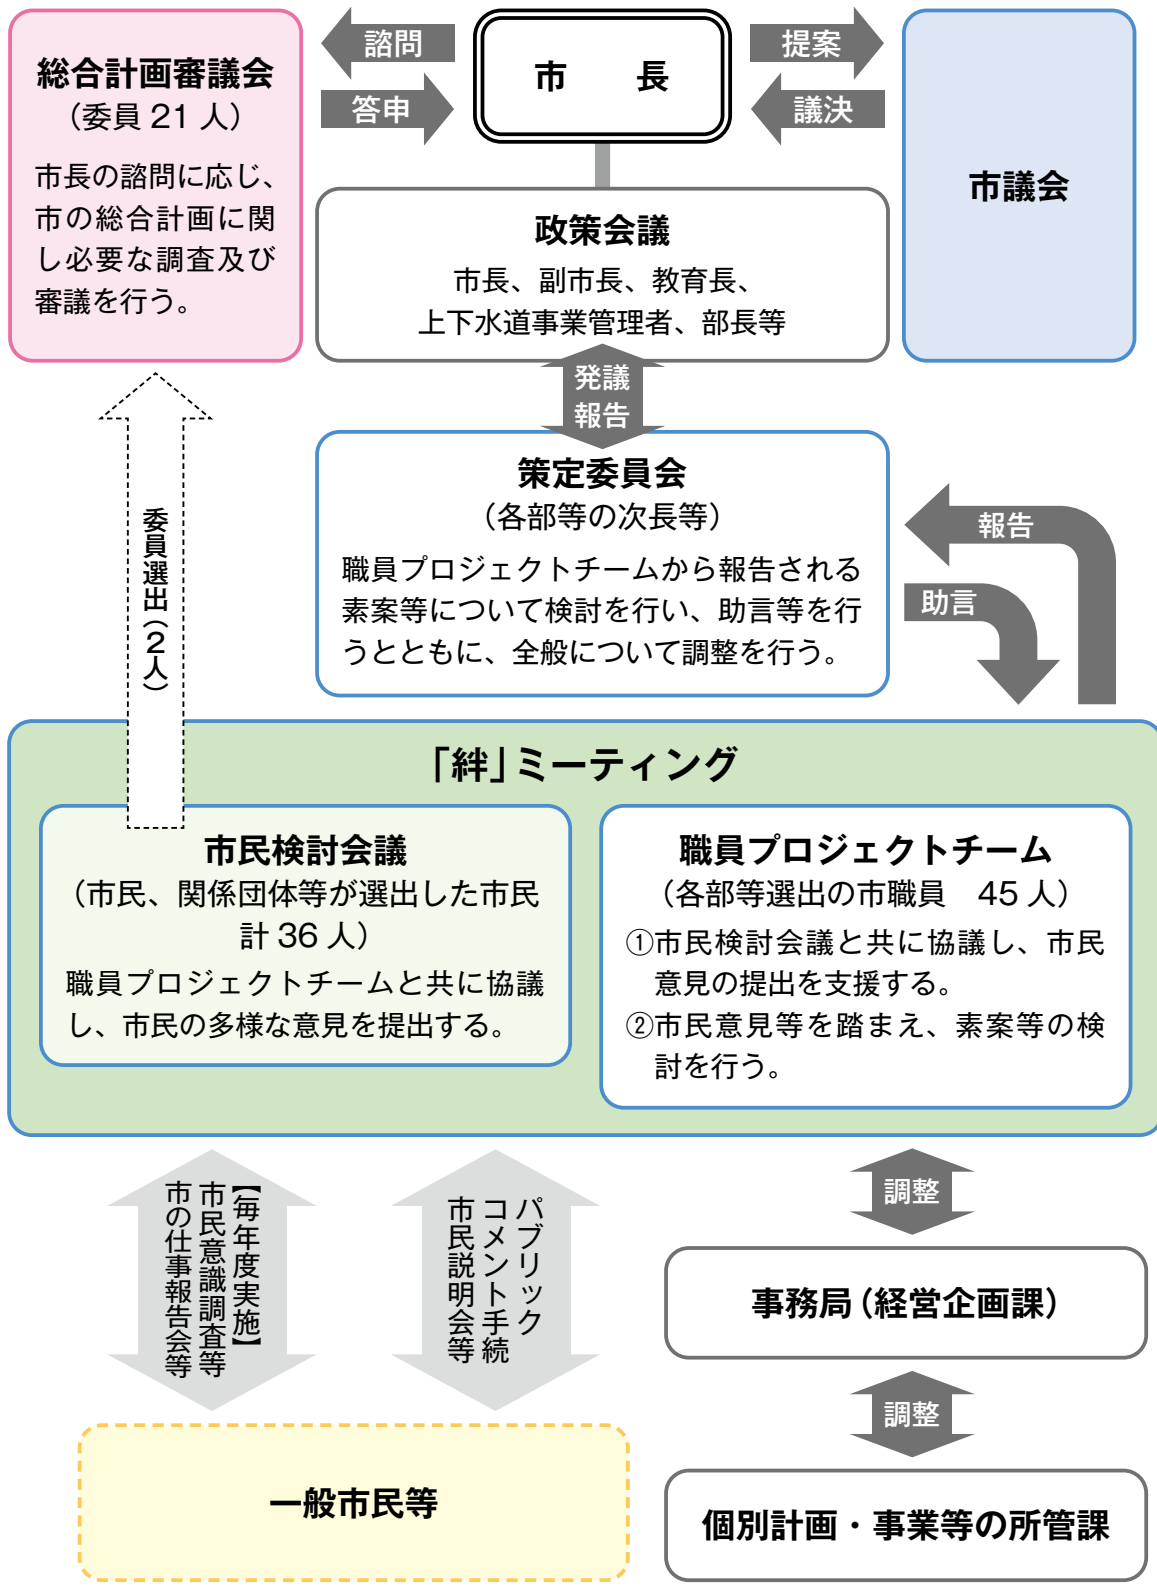 総合計画審議会
（委員 21 人）
市長の諮問に応じ、
市の総合計画に関
し必要な調査及び
審議を行う。
諮問
答申
市　長
提案
議決
市議会
政策会議
市長、副市長、教育長、
上下水道事業管理者、部長等
発議
報告
策定委員会
（各部等の次長等）
職員プロジェクトチームから報告される
素案等について検討を行い、助言等を行
うとともに、全般について調整を行う。
報告
助言
委員選出（2人）
「絆」ミーティング
市民検討会議
（市民、関係団体等が選出した市民
計 36 人）
職員プロジェクトチームと共に協議
し、市民の多様な意見を提出する。
職員プロジェクトチーム
（各部等選出の市職員　45 人）
①市民検討会議と共に協議し、市民
意見の提出を支援する。
②市民意見等を踏まえ、素案等の検
討を行う。
【毎年度実施】
市民意識調査等
市の仕事報告会等
パブリック
コメント手続
市民説明会等
調整
事務局（経営企画課）
調整
一般市民等
個別計画・事業等の所管課